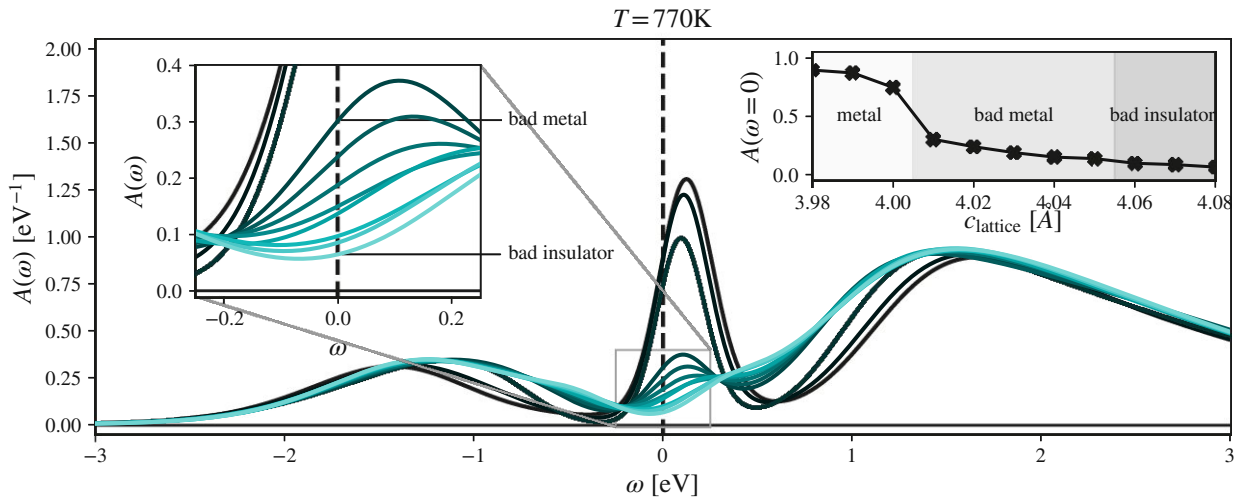 T = 770K
A(ω) [eV⁻¹]
2.00
1.75
1.50
1.25
1.00
0.75
0.50
0.25
0.00
−3
−2
−1
0
1
2
3
ω [eV]
A(ω)
0.4
0.3
0.2
0.1
0.0
−0.2
0.0
0.2
ω
bad metal
bad insulator
A(ω = 0)
1.0
0.5
0.0
metal
bad metal
bad insulator
3.98
4.00
4.02
4.04
4.06
4.08
c_lattice [A]